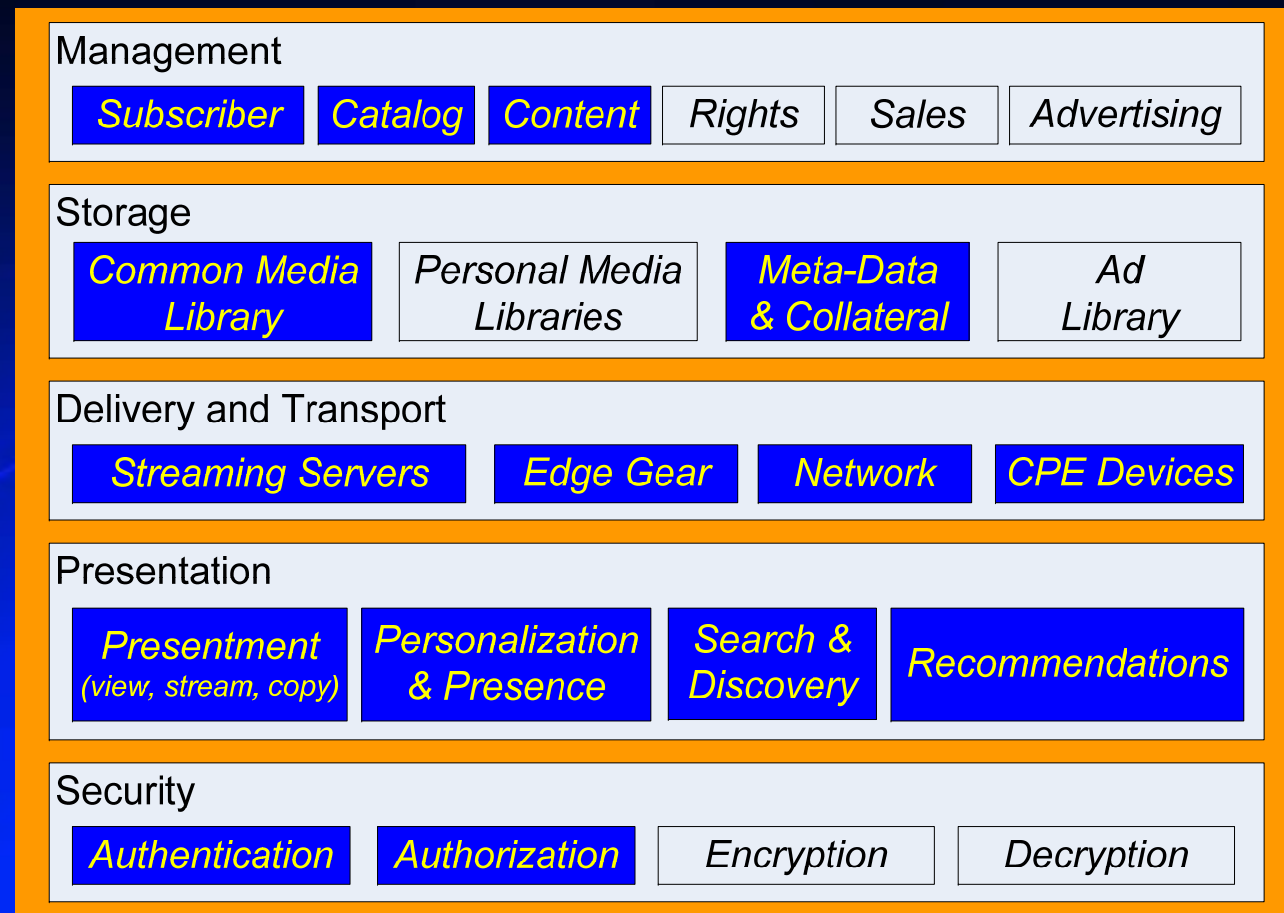 Management
Subscriber Catalog Content Rights Sales Advertising
Storage
Common Media
Library
Personal Media
Libraries
Meta-Data
& Collateral
Ad
Library
Delivery and Transport
Streaming Servers Edge Gear Network CPE Devices
Presentation
Presentment
(view, stream, copy)
Personalization
& Presence
Search &
Discovery
Recommendations
Security
Authentication Authorization Encryption Decryption